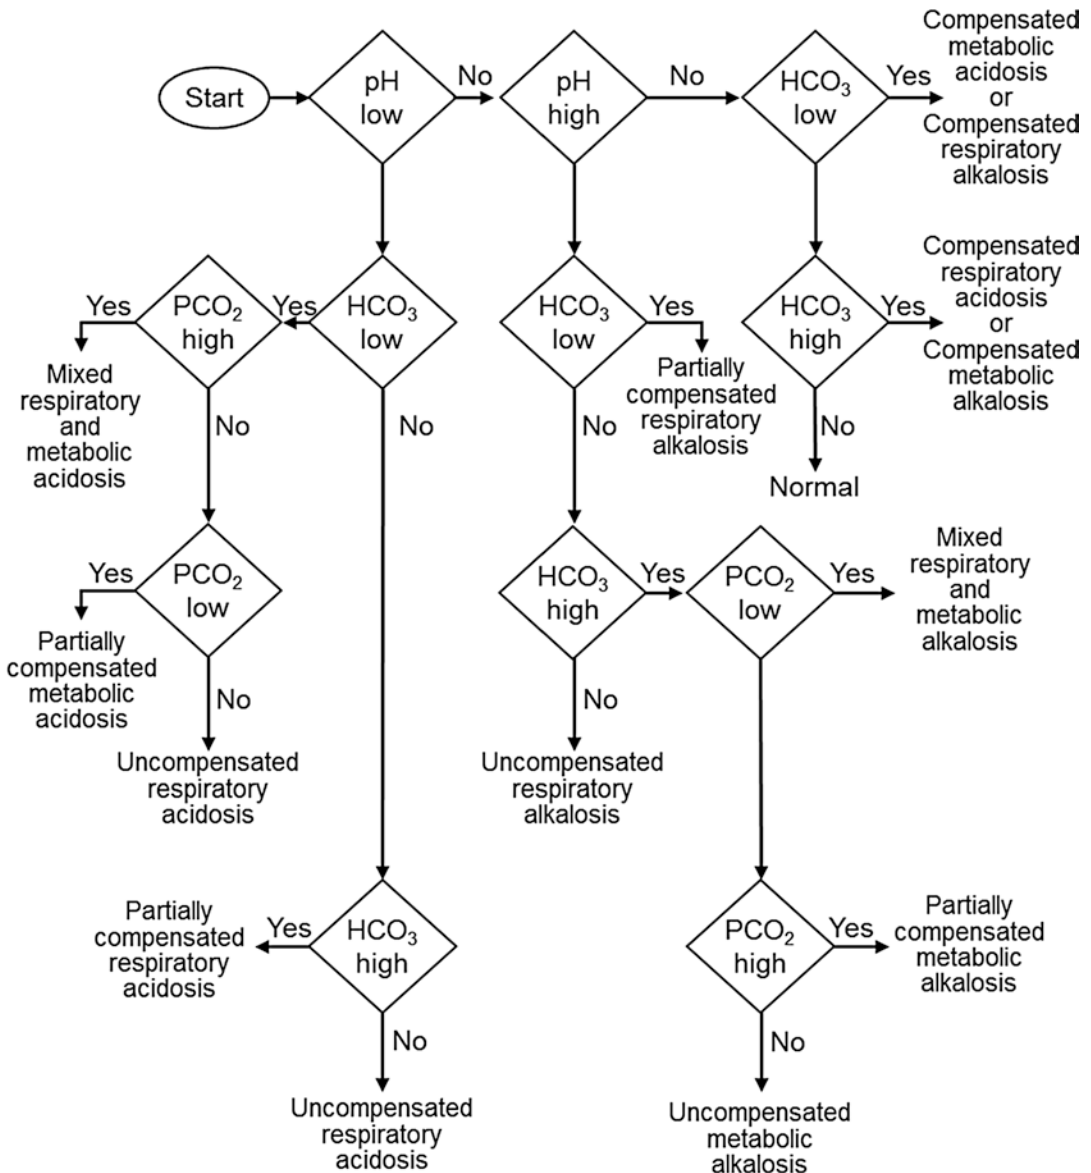 Start
pH
low
No
pH
high
No
HCO₃
low
Yes
Compensated
metabolic
acidosis
or
Compensated
respiratory
alkalosis
Yes
PCO₂
high
Yes
HCO₃
low
HCO₃
low
Yes
HCO₃
high
Yes
Compensated
respiratory
acidosis
or
Compensated
metabolic
alkalosis
Mixed
respiratory
and
metabolic
acidosis
No
No
No
Partially
compensated
respiratory
alkalosis
No
Normal
Yes
PCO₂
low
HCO₃
high
Yes
PCO₂
low
Yes
Mixed
respiratory
and
metabolic
alkalosis
Partially
compensated
metabolic
acidosis
No
No
Uncompensated
respiratory
acidosis
Uncompensated
respiratory
alkalosis
Partially
compensated
respiratory
acidosis
Yes
HCO₃
high
PCO₂
high
Yes
Partially
compensated
metabolic
alkalosis
No
No
Uncompensated
respiratory
acidosis
Uncompensated
metabolic
alkalosis